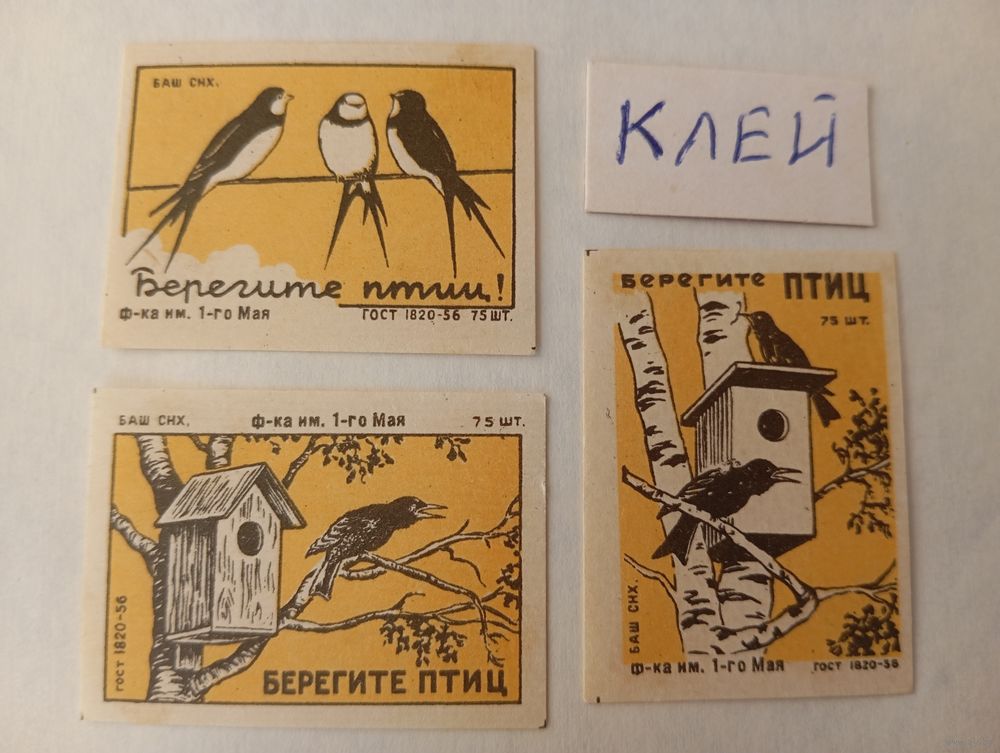 БАШ СНХ.
Берегите птиц!
ф-ка им. 1-го Мая ГОСТ 1820-56 75 ШТ.
КЛЕЙ
БЕРЕГИТЕ ПТИЦ
75 ШТ.
БАШ СНХ.
ф-ка им. 1-го Мая ГОСТ 1820-56
БАШ СНХ. ф-ка им. 1-го Мая 75 ШТ.
ГОСТ 1820-56
БЕРЕГИТЕ ПТИЦ